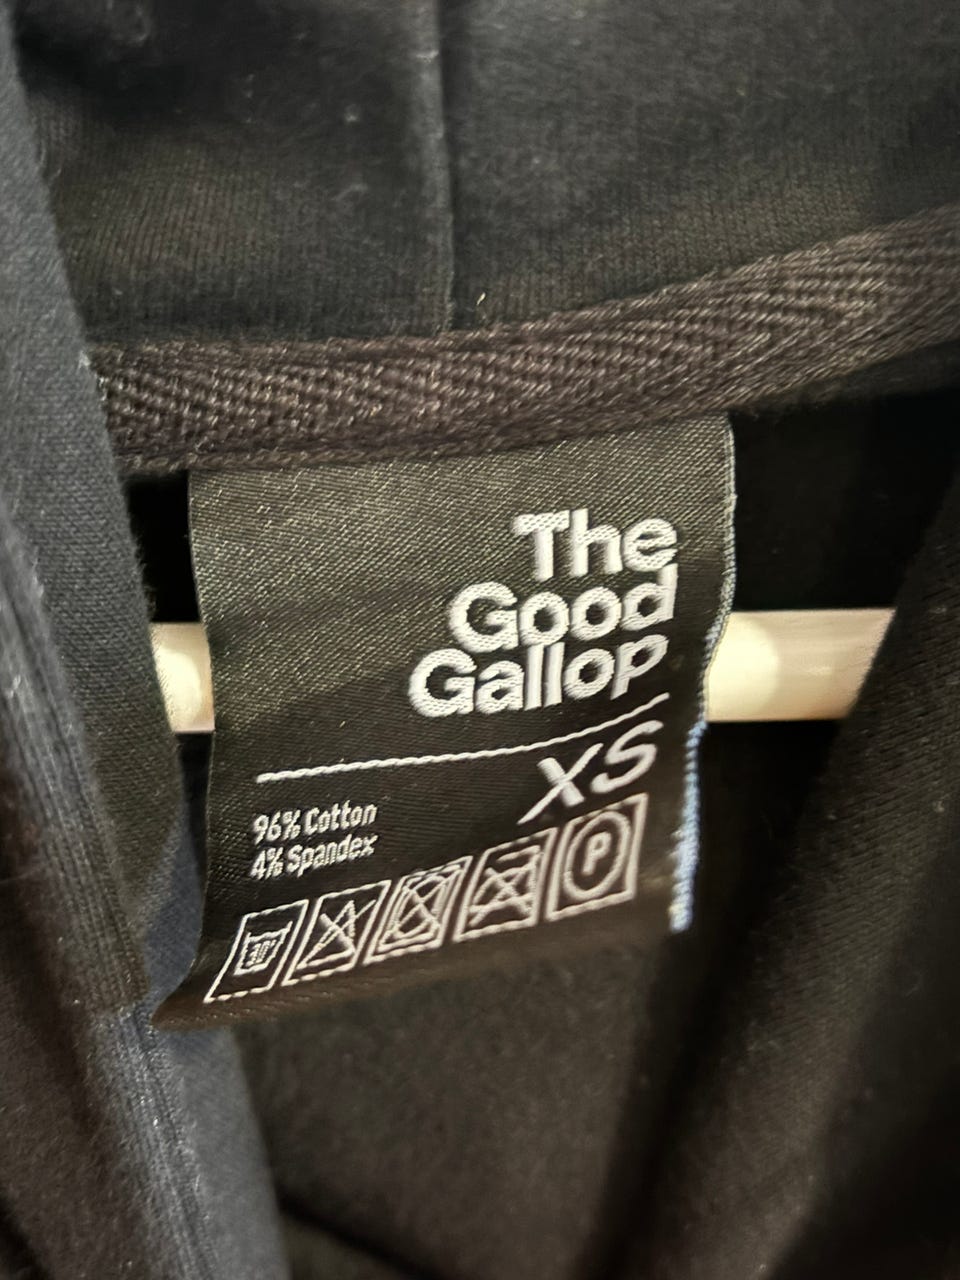 The
Good
Gallop
XS
96% Cotton
4% Spandex
30°
P